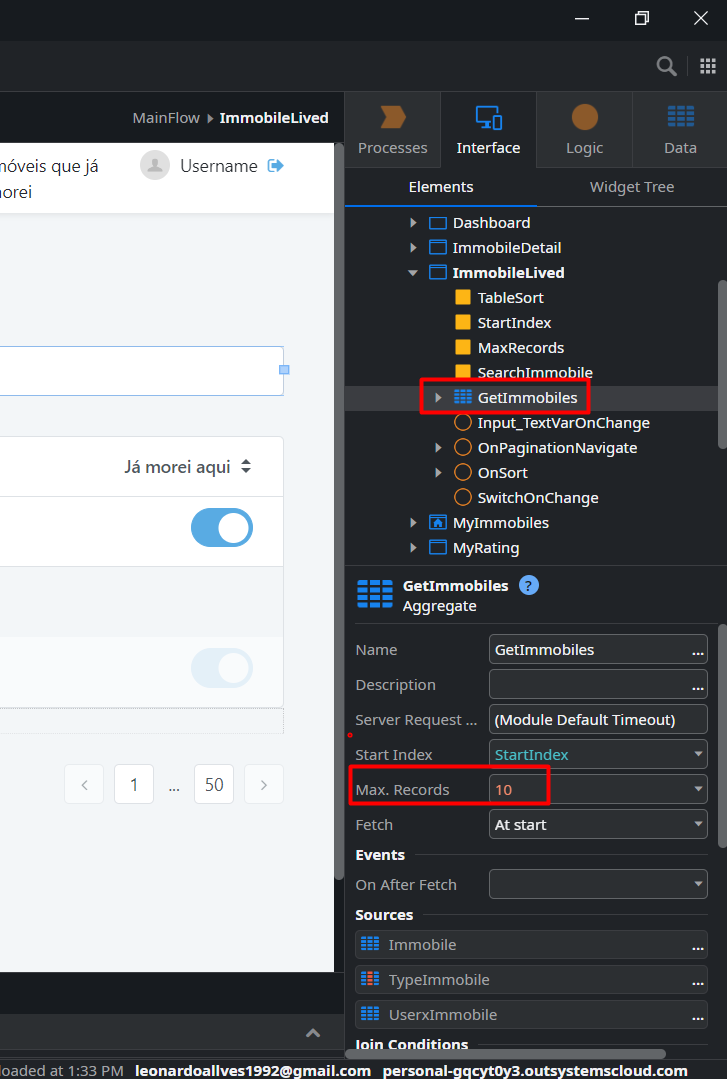 MainFlow ImmobileLved
móveis que já
morei
Username
Já morei aqui
1
...
50
Processes
Interface
Logic
Data
Elements
Widget Tree
Dashboard
ImmobileDetail
ImmobileLived
TableSort
StartIndex
MaxRecords
SearchImmobile
GetImmobiles
Input_TextVarOnChange
OnPaginationNavigate
OnSort
SwitchOnChange
MyImmobiles
MyRating
GetImmobiles ?
Aggregate
Name GetImmobiles ...
Description ...
Server Request ... (Module Default Timeout)
Start Index StartIndex
Max. Records 10
Fetch At start
Events
On After Fetch
Sources
Immobile ...
TypeImmobile ...
UserxImmobile ...
Join Conditions
loaded at 1:33 PM leonardoallves1992@gmail.com personal-gqcyt0y3.outsystemscloud.com